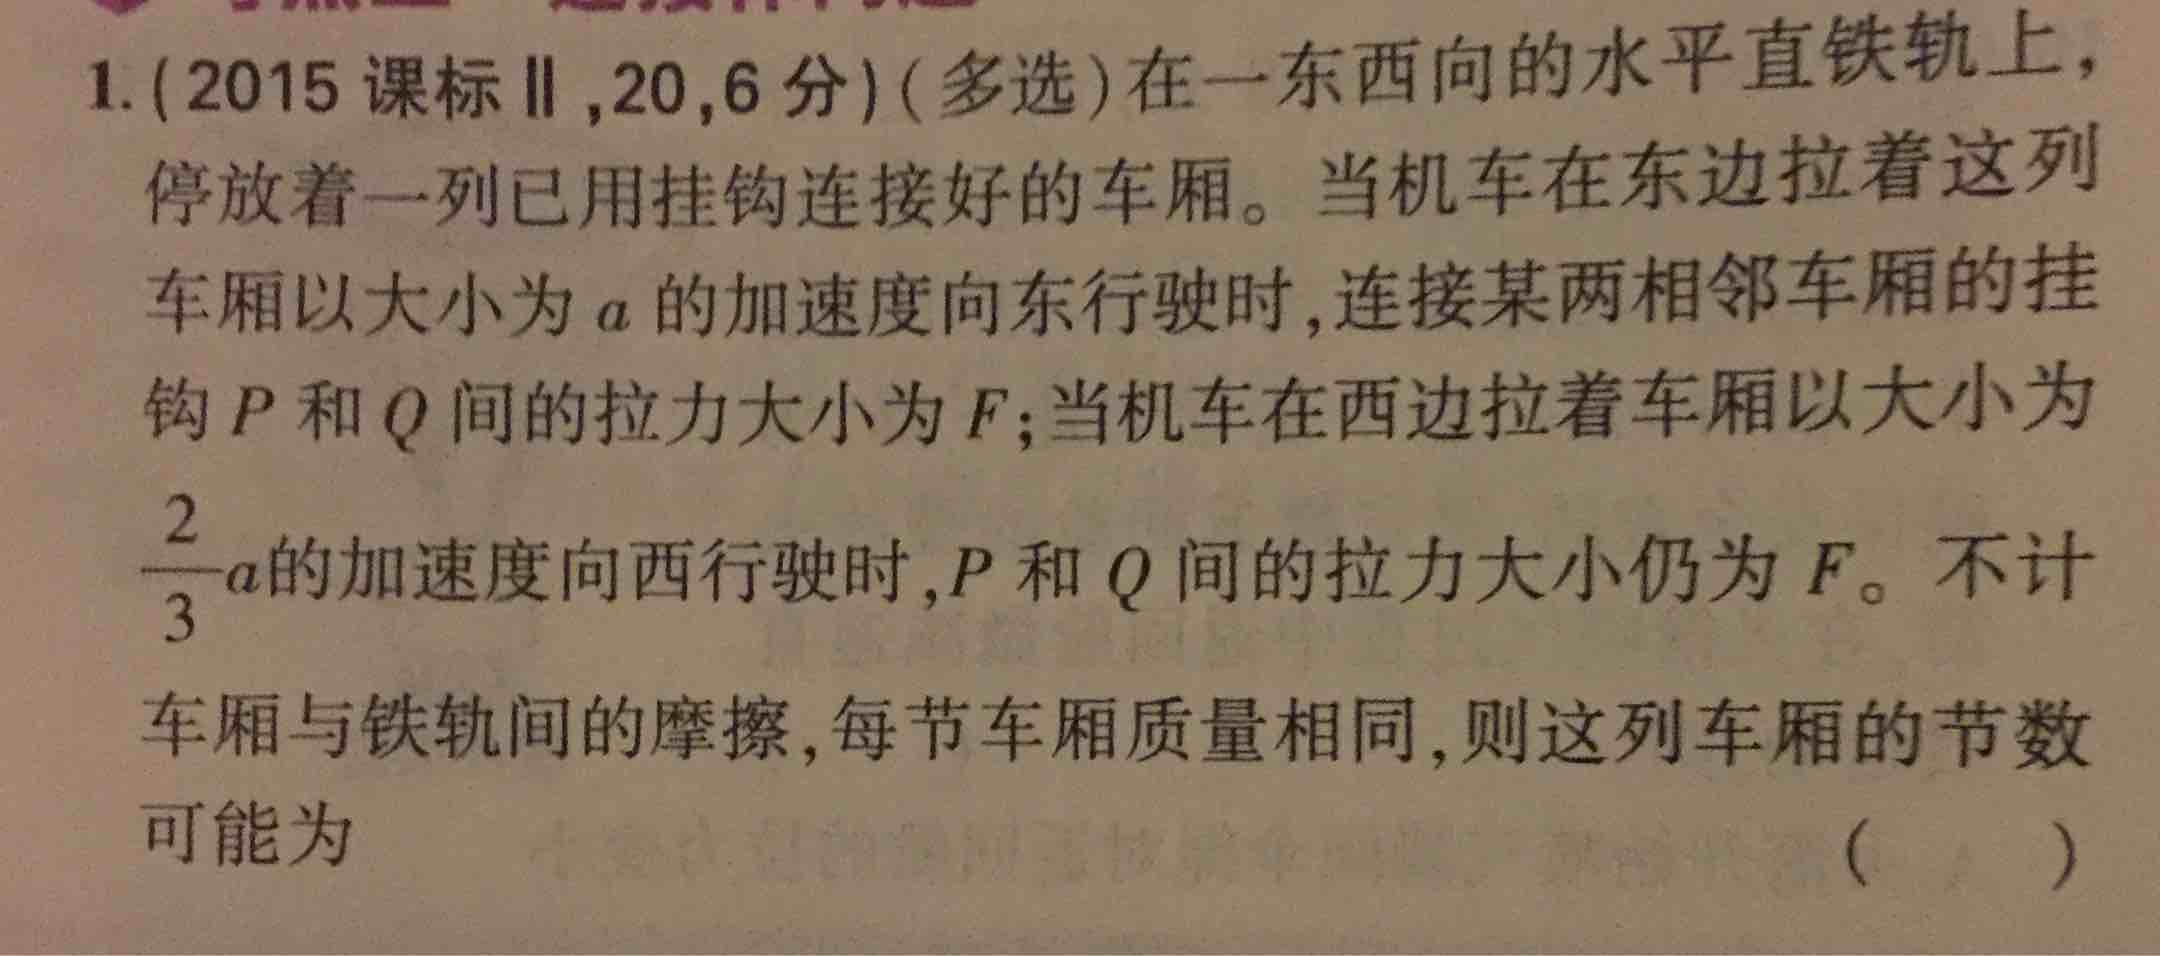 1.(2015 课标Ⅱ,20,6 分)(多选)在一东西向的水平直铁轨上,
停放着一列已用挂钩连接好的车厢。当机车在东边拉着这列
车厢以大小为 a 的加速度向东行驶时,连接某两相邻车厢的挂
钩 P 和 Q 间的拉力大小为 F;当机车在西边拉着车厢以大小为
2/3 a的加速度向西行驶时,P 和 Q 间的拉力大小仍为 F。不计
车厢与铁轨间的摩擦,每节车厢质量相同,则这列车厢的节数
可能为 (  )